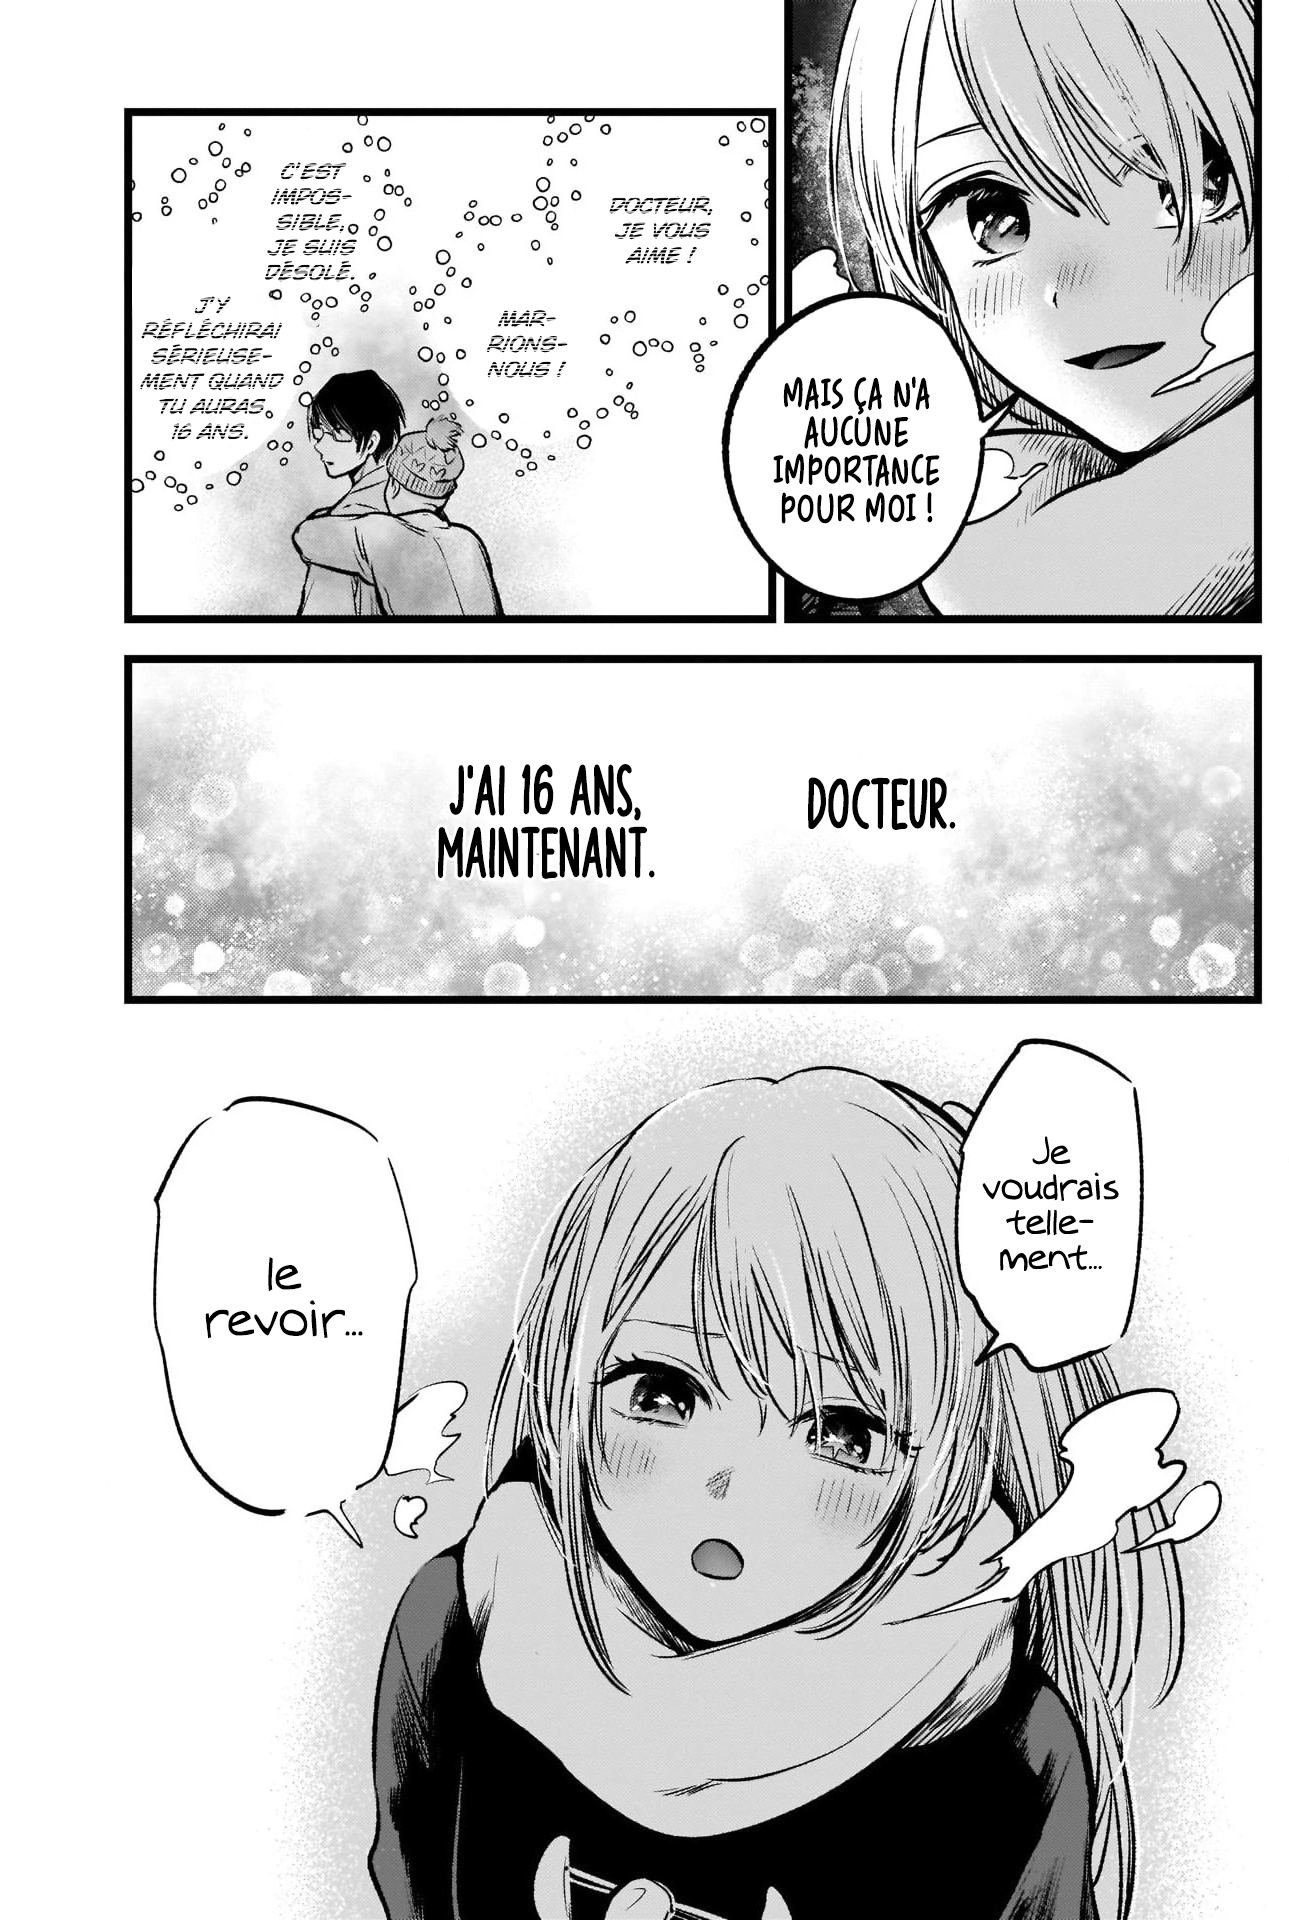 MAIS ÇA N'A
AUCUNE
IMPORTANCE
POUR MOI !
DOCTEUR,
JE VOUS
AIME !
MAR-
RIONS-
NOUS !
C'EST
IMPOS-
SIBLE,
JE SUIS
DÉSOLÉ.
J'Y
RÉFLÉCHIRAI
SÉRIEUSE-
MENT QUAND
TU AURAS
16 ANS.
DOCTEUR.
J'AI 16 ANS,
MAINTENANT.
Je
voudrais
telle-
ment...
le
revoir...